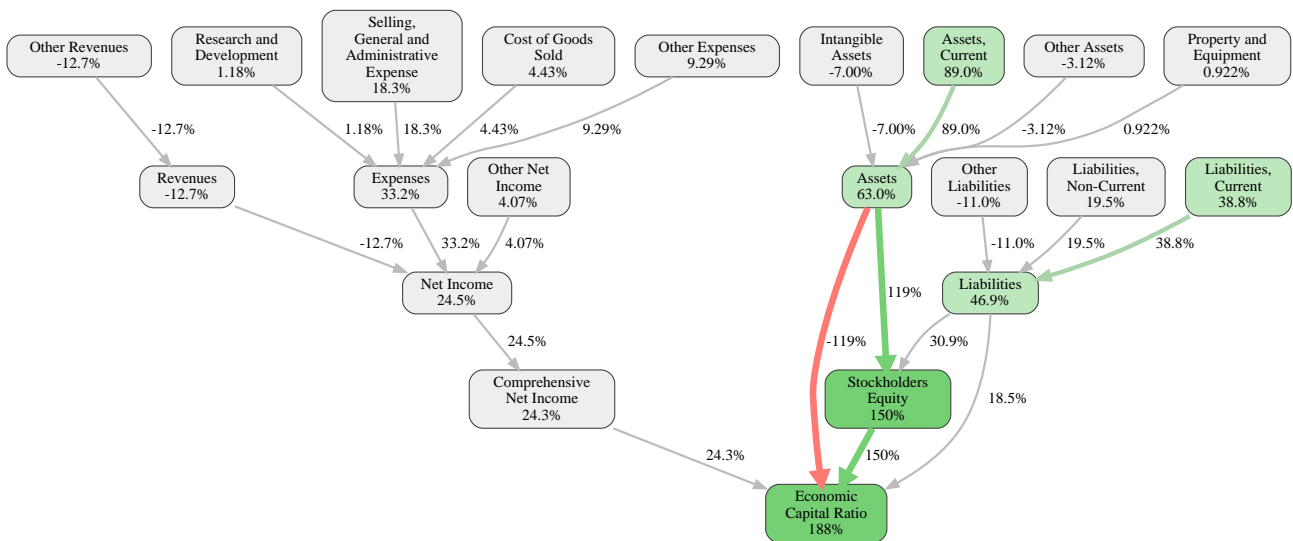 Other Revenues
-12.7%
Research and
Development
1.18%
Selling,
General and
Administrative
Expense
18.3%
Cost of Goods
Sold
4.43%
Other Expenses
9.29%
Intangible
Assets
-7.00%
Assets,
Current
89.0%
Other Assets
-3.12%
Property and
Equipment
0.922%
-12.7%
1.18%
18.3%
4.43%
9.29%
-7.00%
89.0%
-3.12%
0.922%
Revenues
-12.7%
Expenses
33.2%
Other Net
Income
4.07%
Assets
63.0%
Other
Liabilities
-11.0%
Liabilities,
Non-Current
19.5%
Liabilities,
Current
38.8%
-12.7%
33.2%
4.07%
-11.0%
19.5%
38.8%
Net Income
24.5%
119%
Liabilities
46.9%
24.5%
-119%
30.9%
Comprehensive
Net Income
24.3%
Stockholders
Equity
150%
18.5%
24.3%
150%
Economic
Capital Ratio
188%